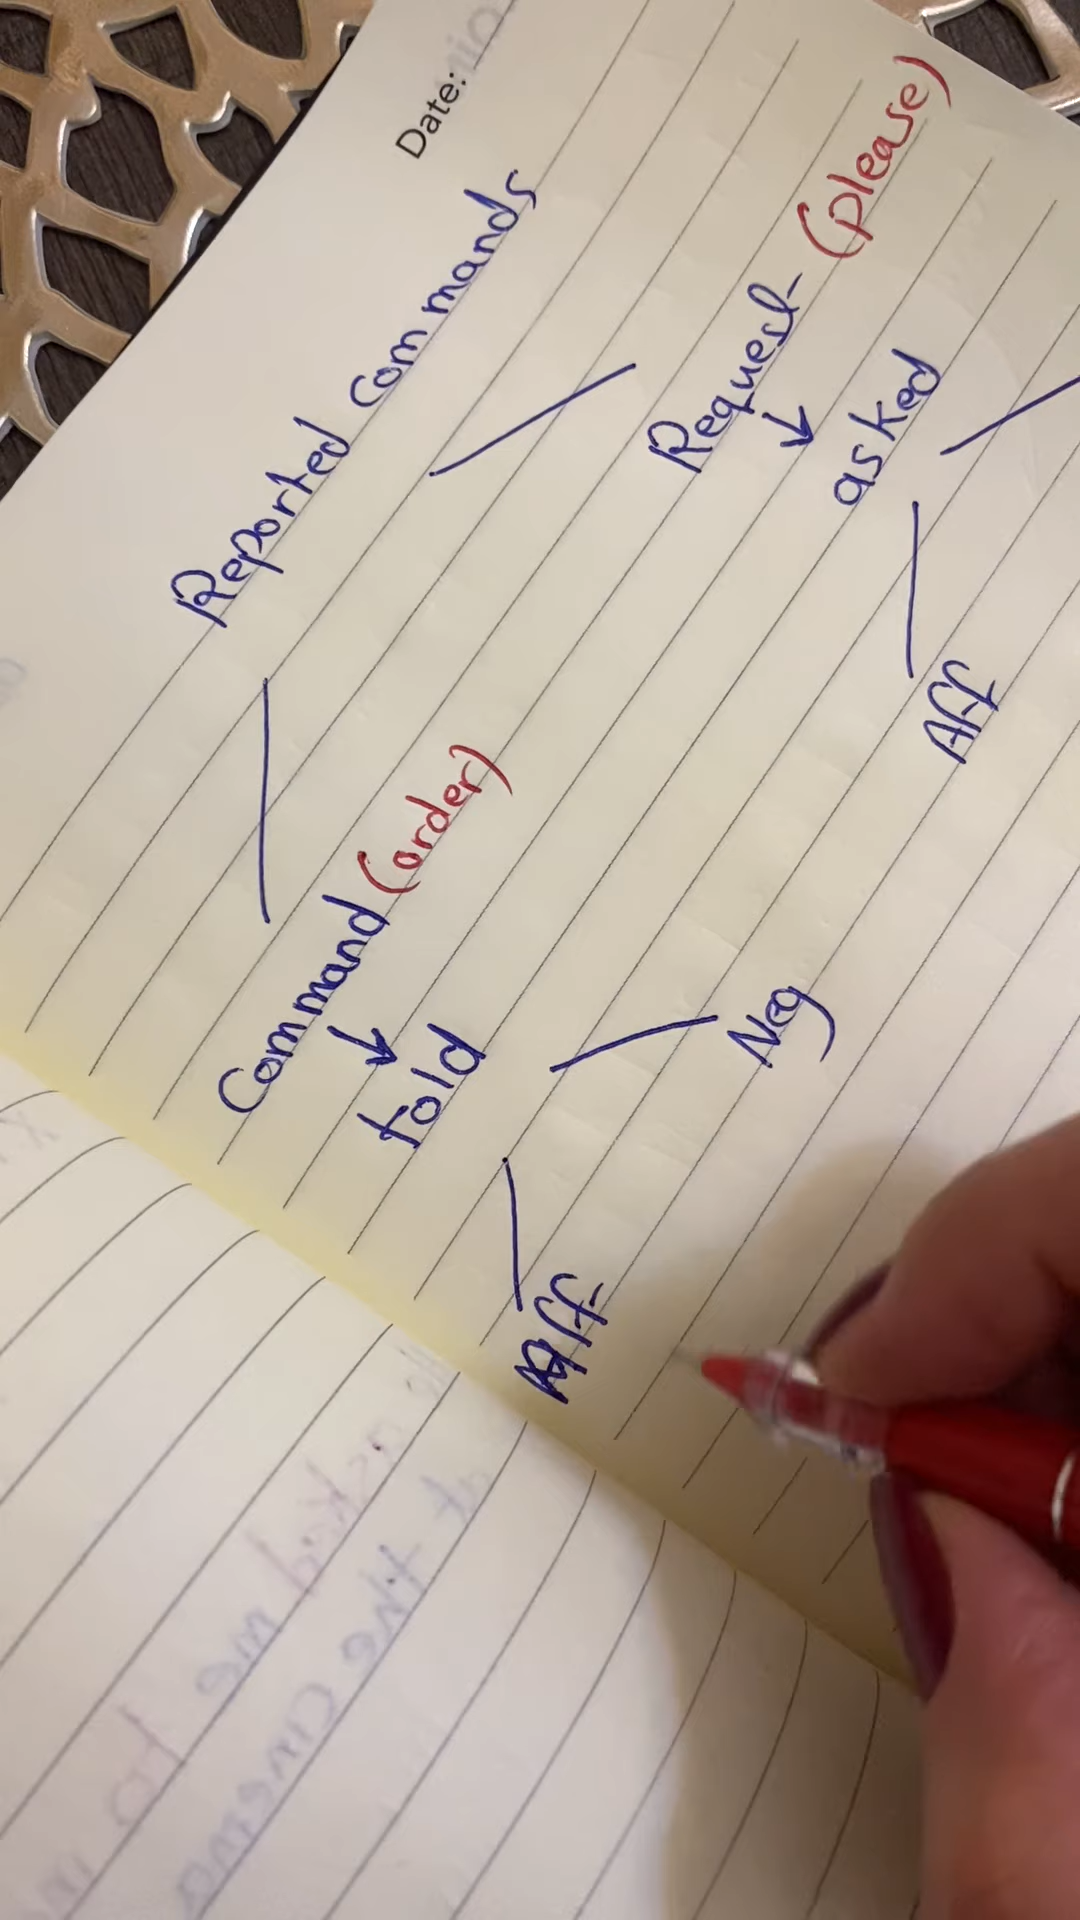 Date:
Reported Commands
Command (order) Request (please)
told asked
Aff Neg Aff